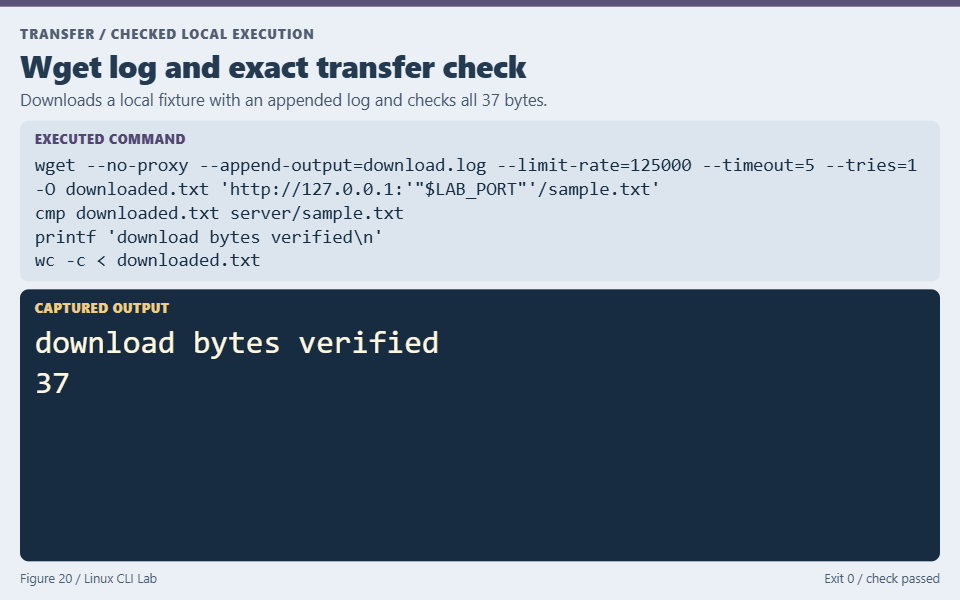 TRANSFER / CHECKED LOCAL EXECUTION
Wget log and exact transfer check
Downloads a local fixture with an appended log and checks all 37 bytes.
EXECUTED COMMAND
wget --no-proxy --append-output=download.log --limit-rate=125000 --timeout=5 --tries=1
-O downloaded.txt 'http://127.0.0.1:'"$LAB_PORT"'/sample.txt'
cmp downloaded.txt server/sample.txt
printf 'download bytes verified\n'
wc -c < downloaded.txt
CAPTURED OUTPUT
download bytes verified
37
Figure 20 / Linux CLI Lab
Exit 0 / check passed